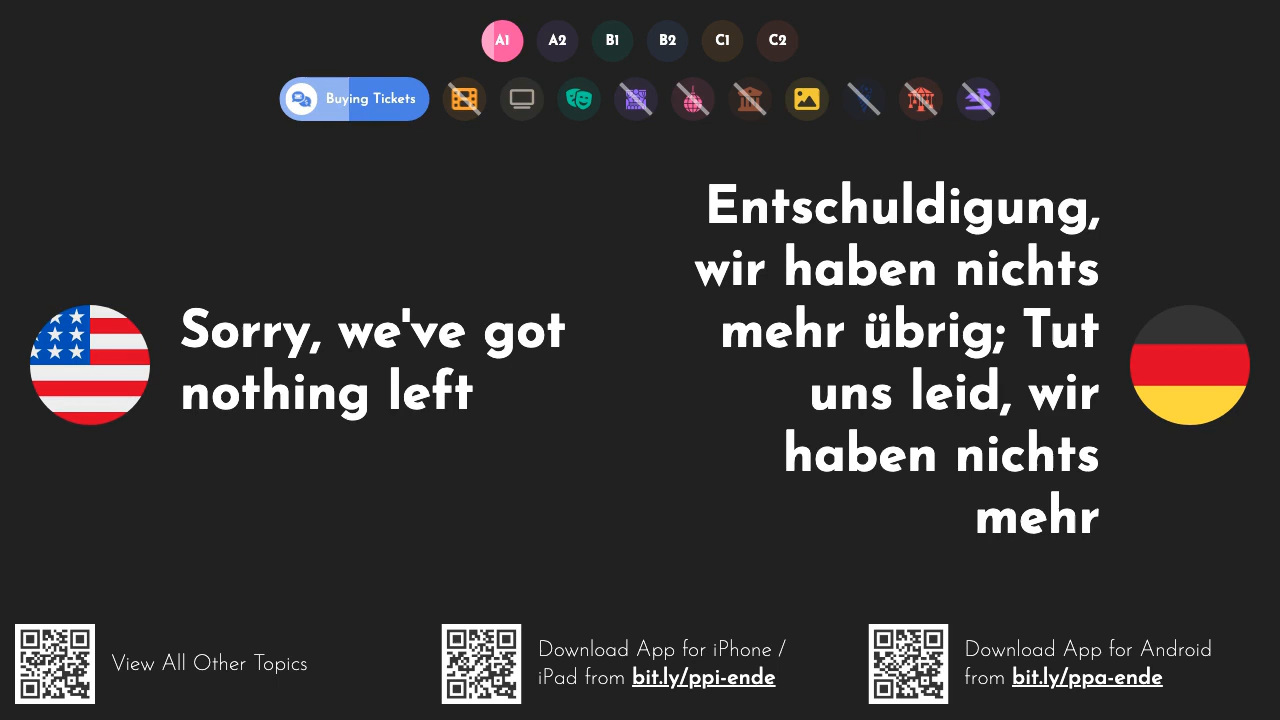 A1 A2 B1 B2 C1 C2
Buying Tickets
Sorry, we've got
nothing left
Entschuldigung,
wir haben nichts
mehr übrig; Tut
uns leid, wir
haben nichts
mehr
View All Other Topics
Download App for iPhone /
iPad from bit.ly/ppi-ende
Download App for Android
from bit.ly/ppa-ende